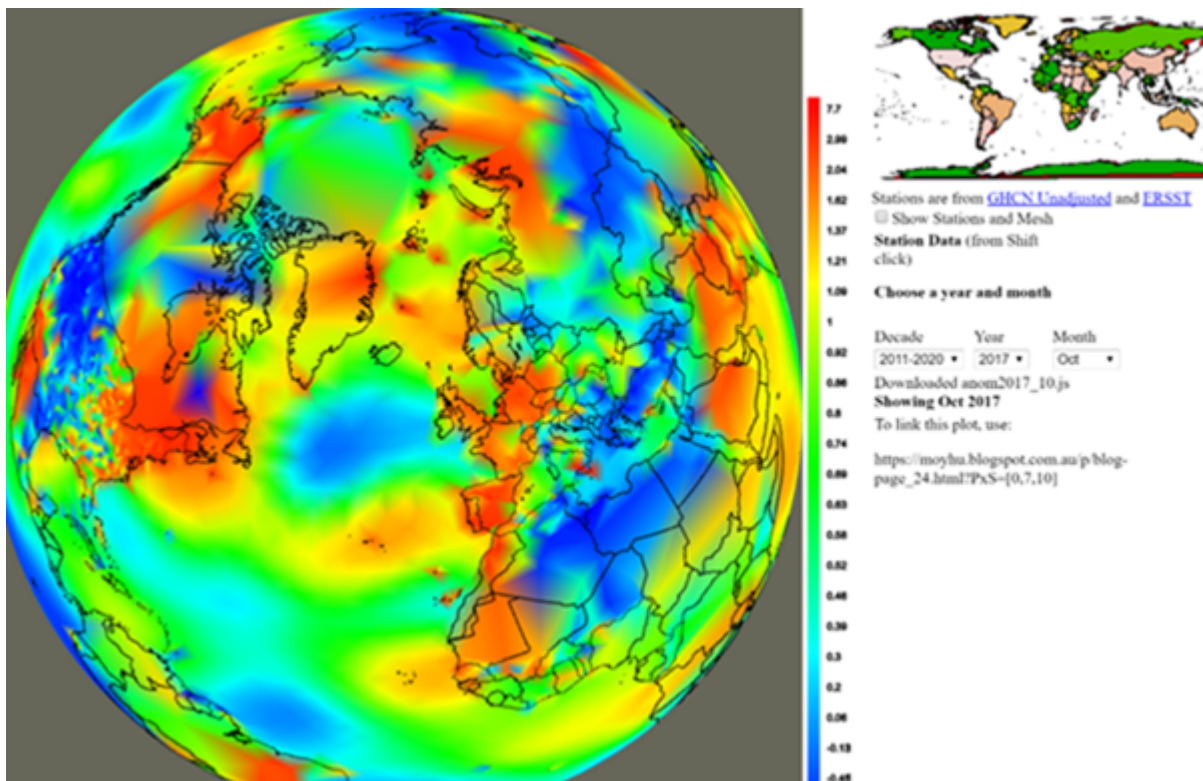 7.7
2.99
2.04
1.62
1.37
1.21
1.09
1
0.92
0.86
0.8
0.74
0.69
0.63
0.58
0.52
0.46
0.39
0.3
0.2
0.06
-0.13
-0.45
Stations are from GHCN Unadjusted and ERSST
Show Stations and Mesh
Station Data (from Shift
click)
Choose a year and month
Decade Year Month
2011-2020 2017 Oct
Downloaded anom2017_10.js
Showing Oct 2017
To link this plot, use:
https://moyhu.blogspot.com.au/p/blog-
page_24.html?PxS=[0,7,10]